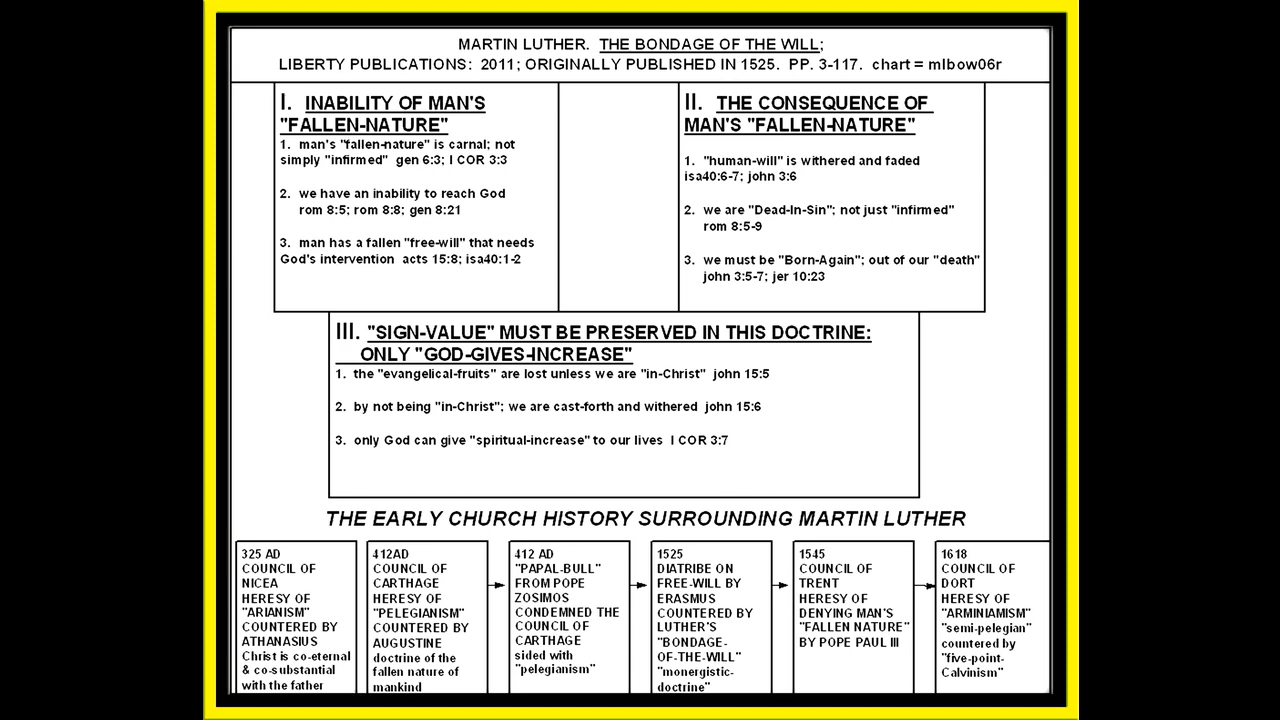 MARTIN LUTHER. THE BONDAGE OF THE WILL;
LIBERTY PUBLICATIONS: 2011; ORIGINALLY PUBLISHED IN 1525. PP. 3-117. chart = mlbow06r
I. INABILITY OF MAN'S
"FALLEN-NATURE"
1. man's "fallen-nature" is carnal; not
simply "infirmed" gen 6:3; I COR 3:3
2. we have an inability to reach God
rom 8:5; rom 8:8; gen 8:21
3. man has a fallen "free-will" that needs
God's intervention acts 15:8; isa40:1-2
II. THE CONSEQUENCE OF
MAN'S "FALLEN-NATURE"
1. "human-will" is withered and faded
isa40:6-7; john 3:6
2. we are "Dead-In-Sin"; not just "infirmed"
rom 8:5-9
3. we must be "Born-Again"; out of our "death"
john 3:5-7; jer 10:23
III. "SIGN-VALUE" MUST BE PRESERVED IN THIS DOCTRINE:
ONLY "GOD-GIVES-INCREASE"
1. the "evangelical-fruits" are lost unless we are "in-Christ" john 15:5
2. by not being "in-Christ"; we are cast-forth and withered john 15:6
3. only God can give "spiritual-increase" to our lives I COR 3:7
THE EARLY CHURCH HISTORY SURROUNDING MARTIN LUTHER
325 AD
COUNCIL OF
NICEA
HERESY OF
"ARIANISM"
COUNTERED BY
ATHANASIUS
Christ is co-eternal
& co-substantial
with the father
412AD
COUNCIL OF
CARTHAGE
HERESY OF
"PELEGIANISM"
COUNTERED BY
AUGUSTINE
doctrine of the
fallen nature of
mankind
412 AD
"PAPAL-BULL"
FROM POPE
ZOSIMOS
CONDEMNED THE
COUNCIL OF
CARTHAGE
sided with
"pelegianism"
1525
DIATRIBE ON
FREE-WILL BY
ERASMUS
COUNTERED BY
LUTHER'S
"BONDAGE-
OF-THE-WILL"
"monergistic-
doctrine"
1545
COUNCIL OF
TRENT
HERESY OF
DENYING MAN'S
"FALLEN NATURE"
BY POPE PAUL III
1618
COUNCIL OF
DORT
HERESY OF
"ARMINIAMISM"
"semi-pelegian"
countered by
"five-point-
Calvinism"